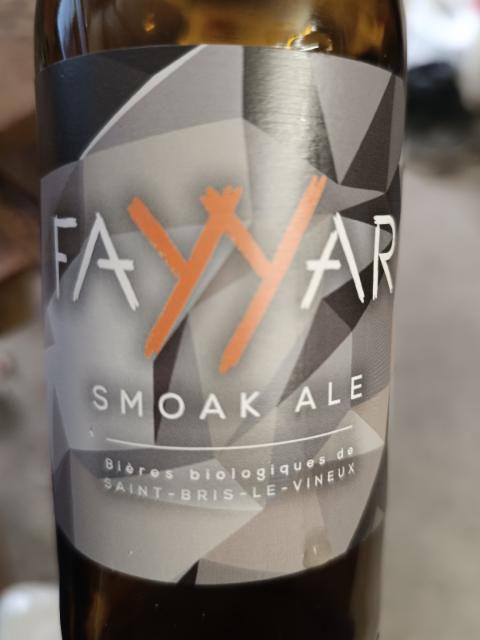 FAYYAR
SMOAK ALE
Bières biologiques de
SAINT-BRIS-LE-VINEUX